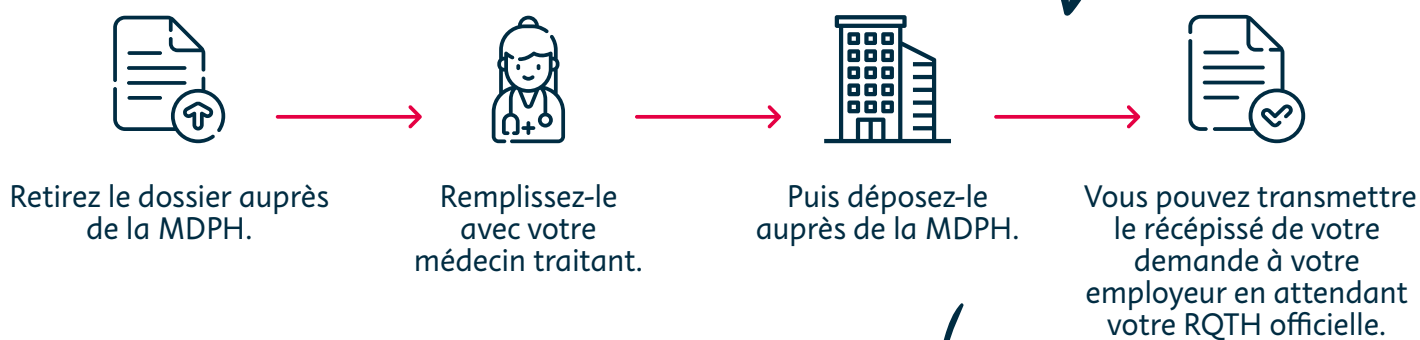 Retirez le dossier auprès
de la MDPH.
Remplissez-le
avec votre
médecin traitant.
Puis déposez-le
auprès de la MDPH.
Vous pouvez transmettre
le récépissé de votre
demande à votre
employeur en attendant
votre RQTH officielle.